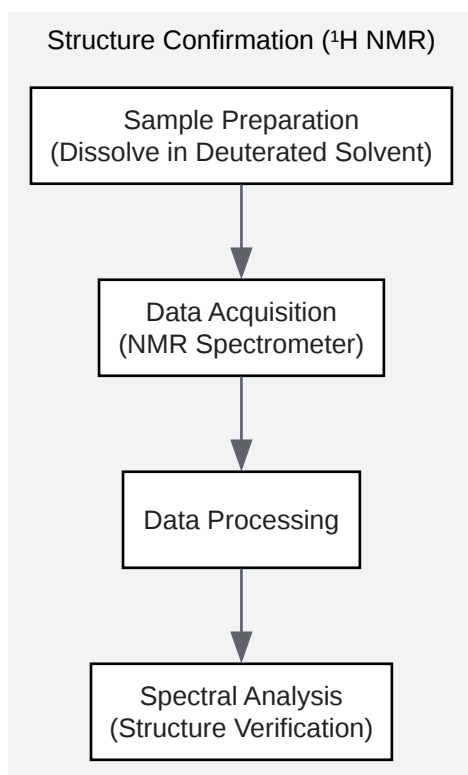 Structure Confirmation (¹H NMR)
Sample Preparation
(Dissolve in Deuterated Solvent)
Data Acquisition
(NMR Spectrometer)
Data Processing
Spectral Analysis
(Structure Verification)